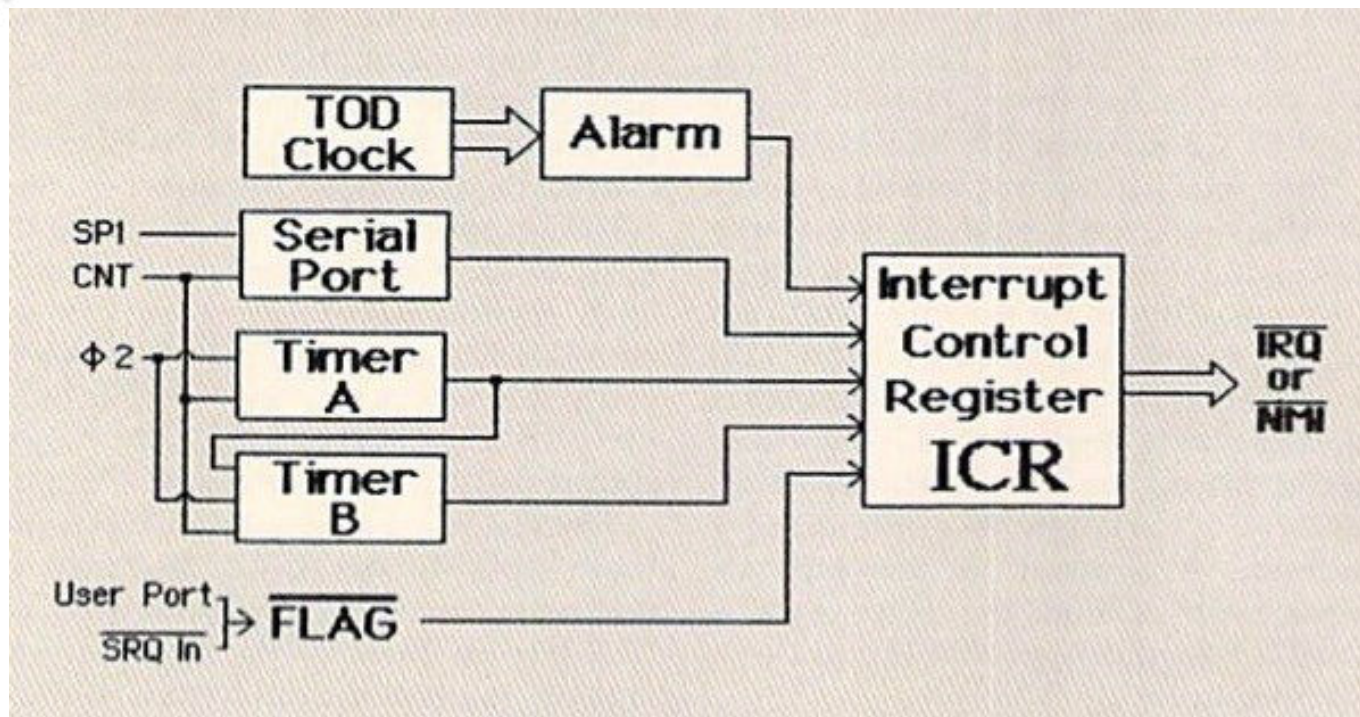 TOD
Clock
Alarm
SP1
CNT
Serial
Port
Φ2
Timer
A
Timer
B
User Port
SRQ In
FLAG
Interrupt
Control
Register
ICR
IRQ
or
NMI